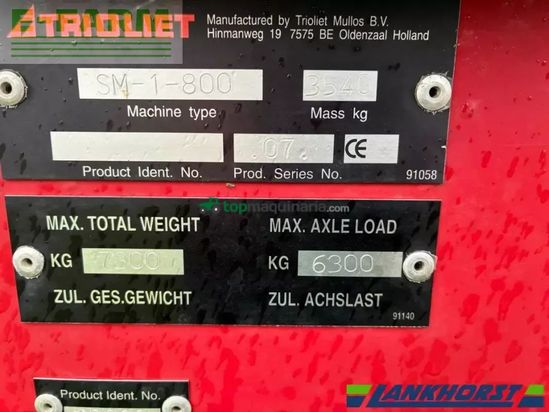 TRIOLIET
Manufactured by Trioliet Mullos B.V.
Hinmanweg 19 7575 BE Oldenzaal Holland
SM-1-800
3540
Machine type
Mass kg
.07.
CE
Product Ident. No.
Prod. Series No.
91058
topmaquinaria.com
MAX. TOTAL WEIGHT
MAX. AXLE LOAD
KG 7300
KG 6300
ZUL. GES.GEWICHT
ZUL. ACHSLAST
91140
Product Ident. No.
LANKHORST